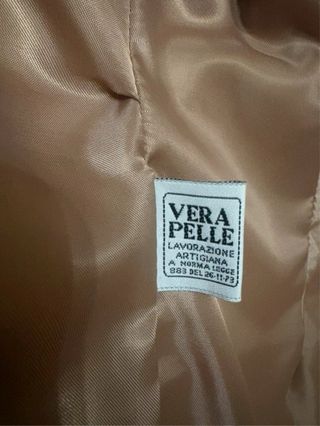 VERA
PELLE
LAVORAZIONE
ARTIGIANA
A NORMA LEGGE
883 DEL 26-11-73